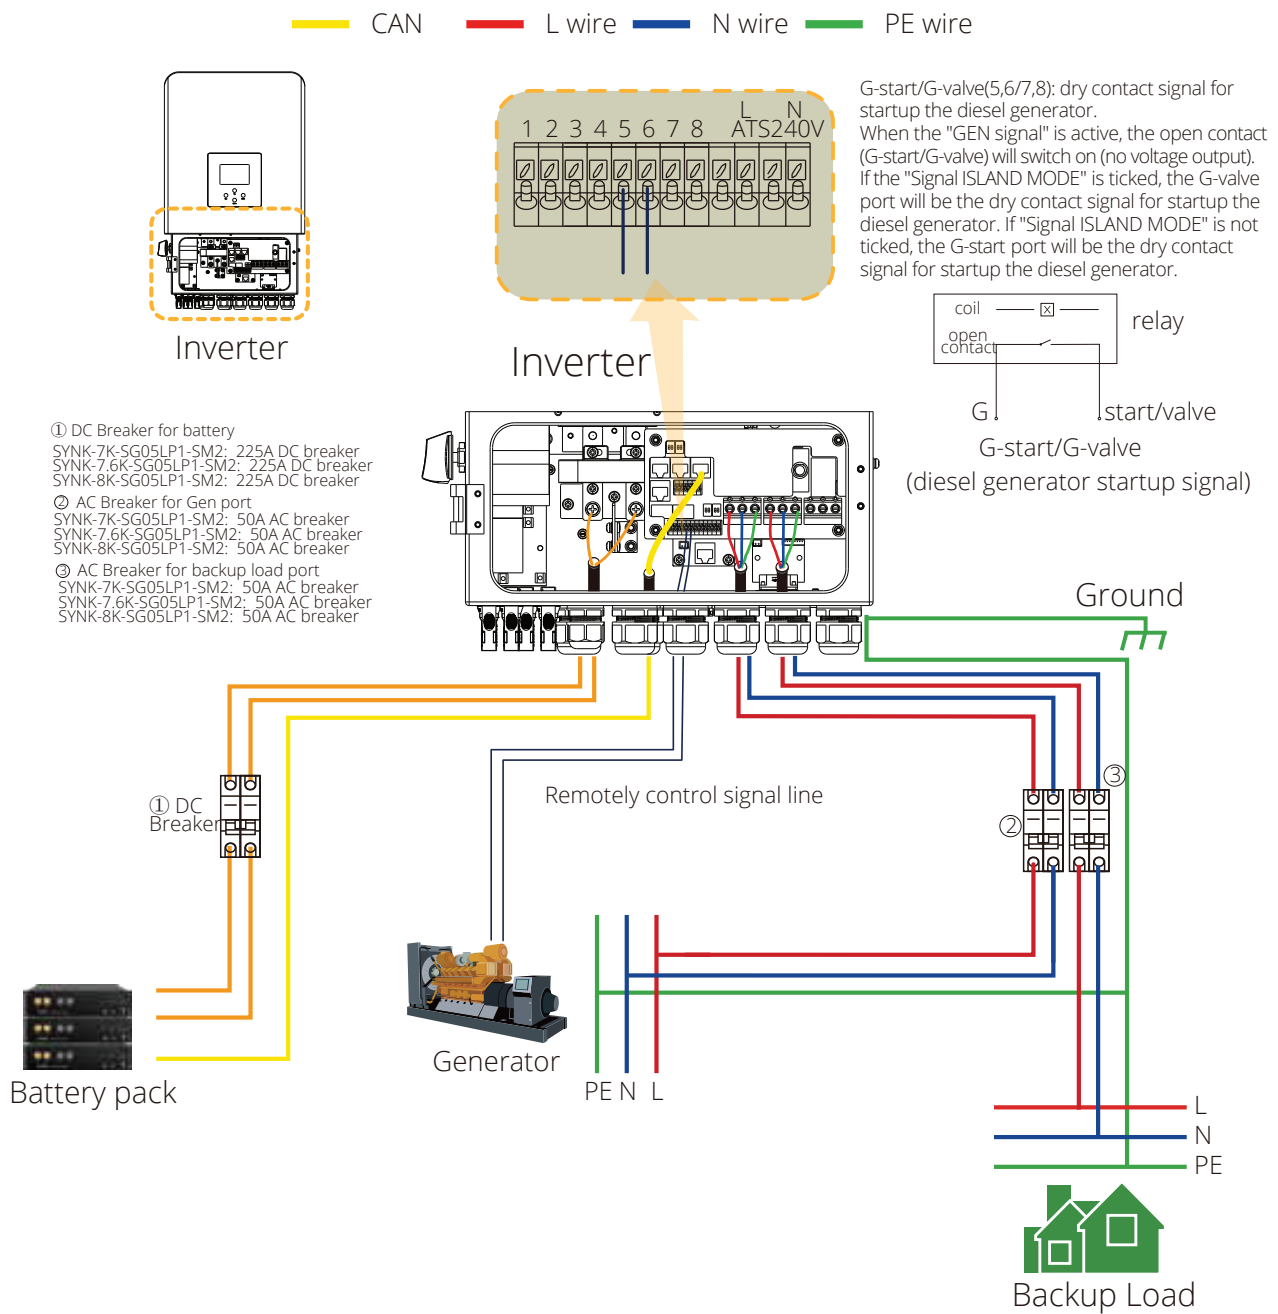 CAN L wire N wire PE wire
L N
1 2 3 4 5 6 7 8 ATS240V
G-start/G-valve(5,6/7,8): dry contact signal for
startup the diesel generator.
When the "GEN signal" is active, the open contact
(G-start/G-valve) will switch on (no voltage output).
If the "Signal ISLAND MODE" is ticked, the G-valve
port will be the dry contact signal for startup the
diesel generator. If "Signal ISLAND MODE" is not
ticked, the G-start port will be the dry contact
signal for startup the diesel generator.
coil
X
open
contact
relay
G
start/valve
G-start/G-valve
(diesel generator startup signal)
Inverter
Inverter
① DC Breaker for battery
SYNK-7K-SG05LP1-SM2: 225A DC breaker
SYNK-7.6K-SG05LP1-SM2: 225A DC breaker
SYNK-8K-SG05LP1-SM2: 225A DC breaker
② AC Breaker for Gen port
SYNK-7K-SG05LP1-SM2: 50A AC breaker
SYNK-7.6K-SG05LP1-SM2: 50A AC breaker
SYNK-8K-SG05LP1-SM2: 50A AC breaker
③ AC Breaker for backup load port
SYNK-7K-SG05LP1-SM2: 50A AC breaker
SYNK-7.6K-SG05LP1-SM2: 50A AC breaker
SYNK-8K-SG05LP1-SM2: 50A AC breaker
Ground
① DC
Breaker
Remotely control signal line
③
②
Generator
Battery pack
PE N L
L
N
PE
Backup Load